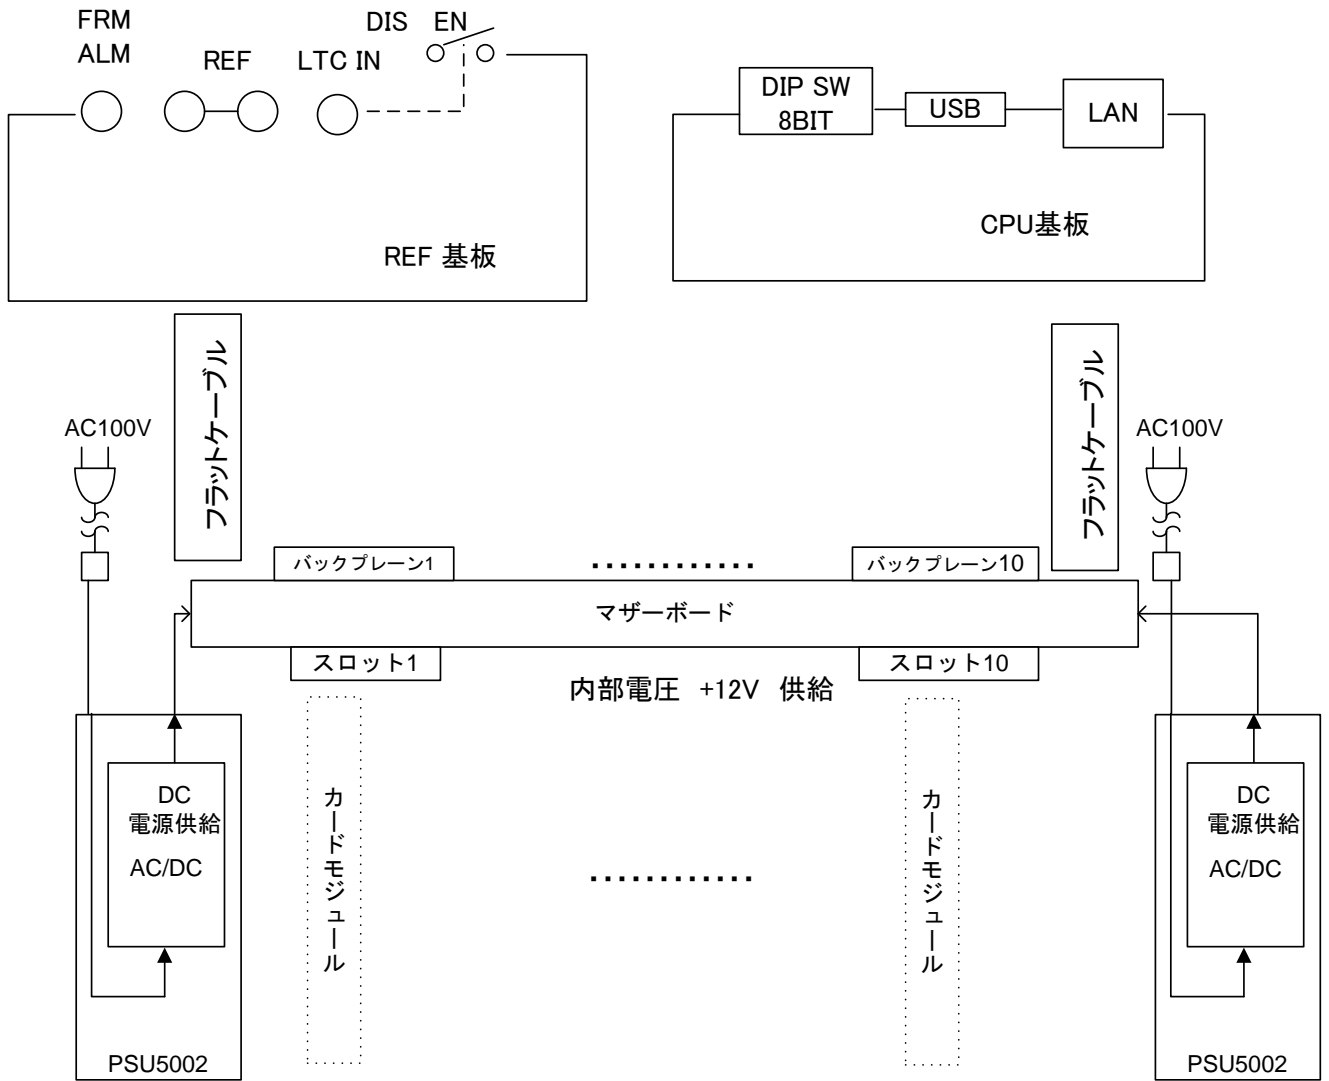 FRM
ALM
REF
LTC IN
DIS EN
REF 基板
DIP SW
8BIT
USB
LAN
CPU基板
フラットケーブル
フラットケーブル
AC100V
AC100V
バックプレーン1
バックプレーン10
マザーボード
スロット1
スロット10
内部電圧 +12V 供給
DC
電源供給
AC/DC
PSU5002
カードモジュール
カードモジュール
DC
電源供給
AC/DC
PSU5002